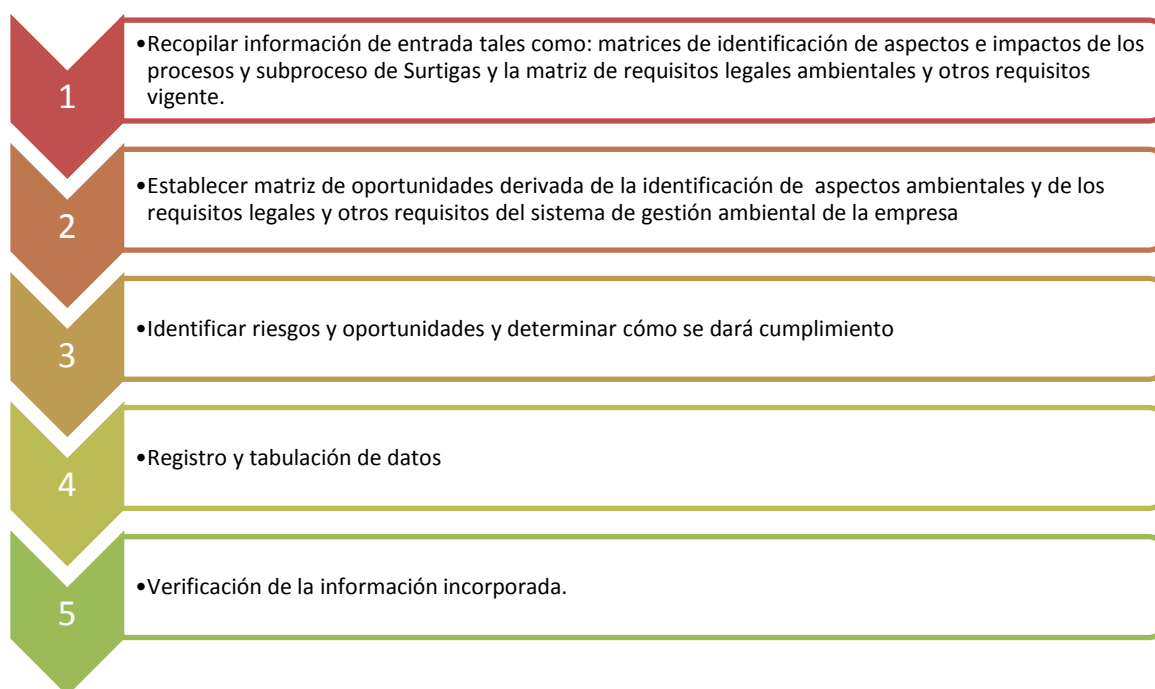 1
•Recopilar información de entrada tales como: matrices de identificación de aspectos e impactos de los
procesos y subproceso de Surtigas y la matriz de requisitos legales ambientales y otros requisitos
vigente.
2
•Establecer matriz de oportunidades derivada de la identificación de  aspectos ambientales y de los
requisitos legales y otros requisitos del sistema de gestión ambiental de la empresa
3
•Identificar riesgos y oportunidades y determinar cómo se dará cumplimiento
4
•Registro y tabulación de datos
5
•Verificación de la información incorporada.